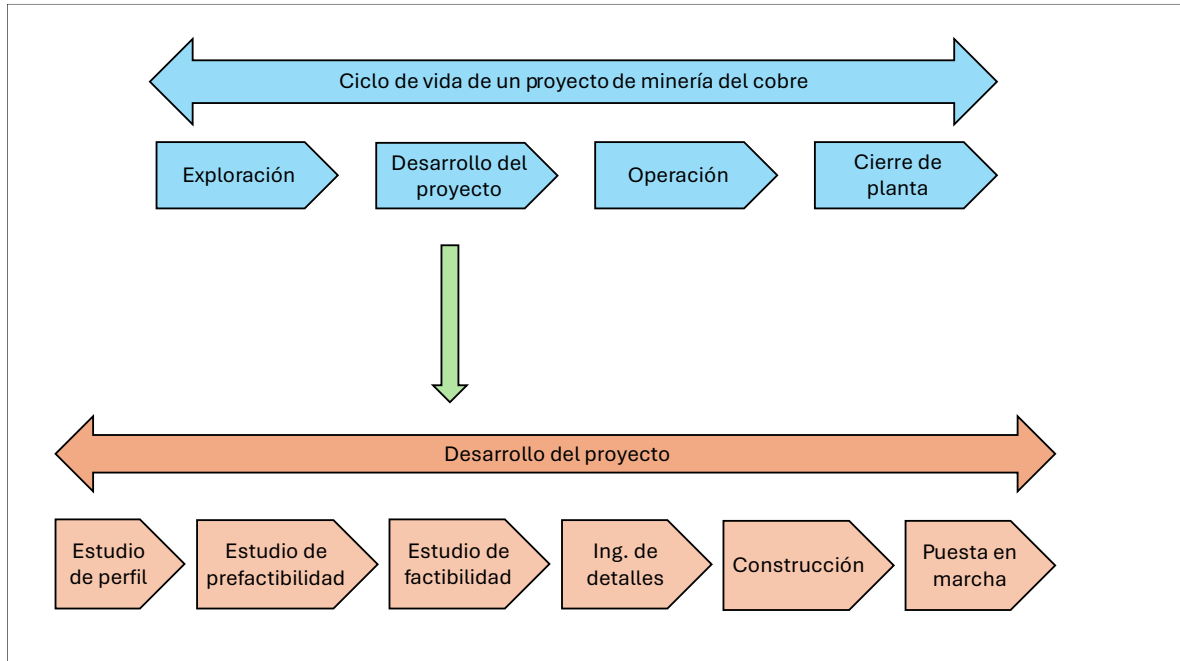 Ciclo de vida de un proyecto de minería del cobre
Exploración
Desarrollo del
proyecto
Operación
Cierre de
planta
Desarrollo del proyecto
Estudio
de perfil
Estudio de
prefactibilidad
Estudio de
factibilidad
Ing. de
detalles
Construcción
Puesta en
marcha